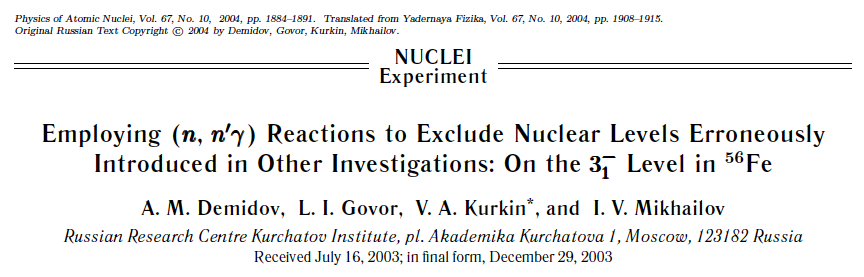 Physics of Atomic Nuclei, Vol. 67, No. 10, 2004, pp. 1884–1891. Translated from Yadernaya Fizika, Vol. 67, No. 10, 2004, pp. 1908–1915.
Original Russian Text Copyright © 2004 by Demidov, Govor, Kurkin, Mikhailov.
NUCLEI
Experiment
Employing (n, n′γ) Reactions to Exclude Nuclear Levels Erroneously
Introduced in Other Investigations: On the 3₁⁻ Level in ⁵⁶Fe
A. M. Demidov, L. I. Govor, V. A. Kurkin*, and I. V. Mikhailov
Russian Research Centre Kurchatov Institute, pl. Akademika Kurchatova 1, Moscow, 123182 Russia
Received July 16, 2003; in final form, December 29, 2003